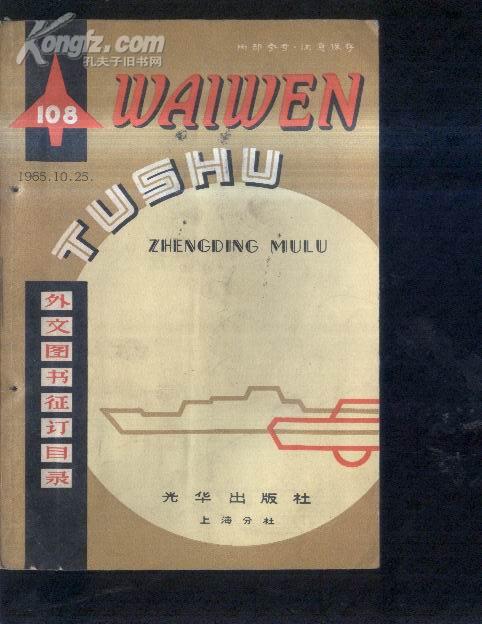 Kongfz.com
孔夫子旧书网
内部参考·注意保存
108
WAIWEN
1965.10.25.
TUSHU
ZHENGDING MULU
外文图书征订目录
光华出版社
上海分社